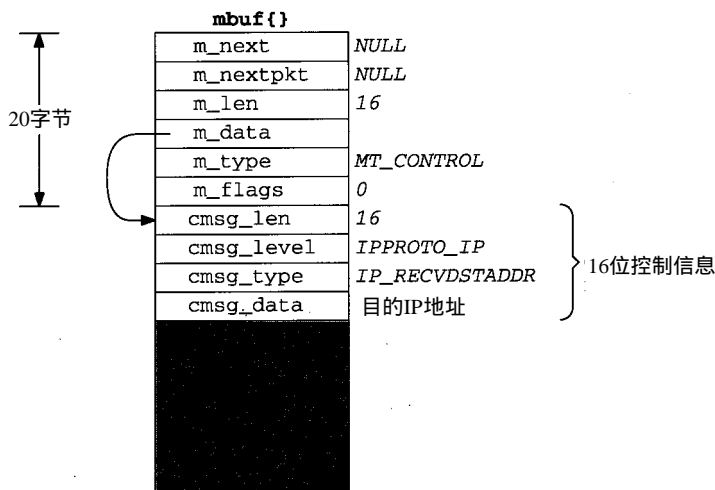 mbuf{}
m_next NULL
m_nextpkt NULL
m_len 16
20字节
m_data
m_type MT_CONTROL
m_flags 0
cmsg_len 16
cmsg_level IPPROTO_IP
16位控制信息
cmsg_type IP_RECVDSTADDR
cmsg_data 目的IP地址